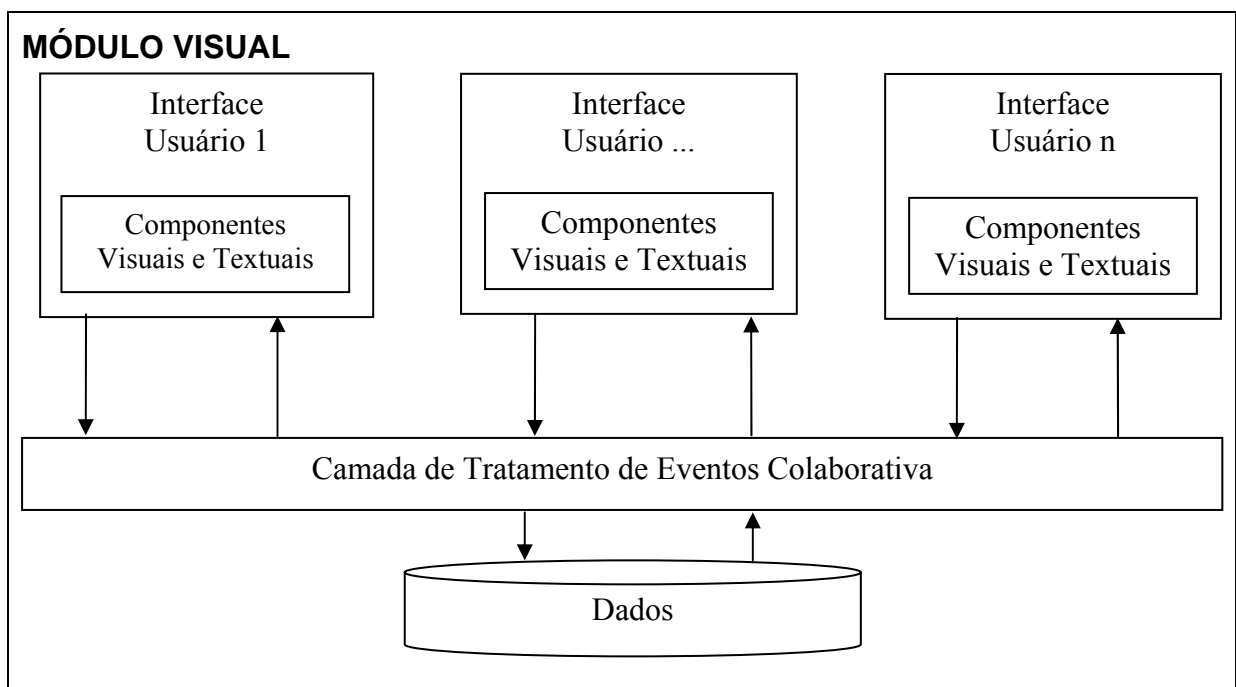 MÓDULO VISUAL
Interface
Usuário 1
Componentes
Visuais e Textuais
Interface
Usuário ...
Componentes
Visuais e Textuais
Interface
Usuário n
Componentes
Visuais e Textuais
Camada de Tratamento de Eventos Colaborativa
Dados